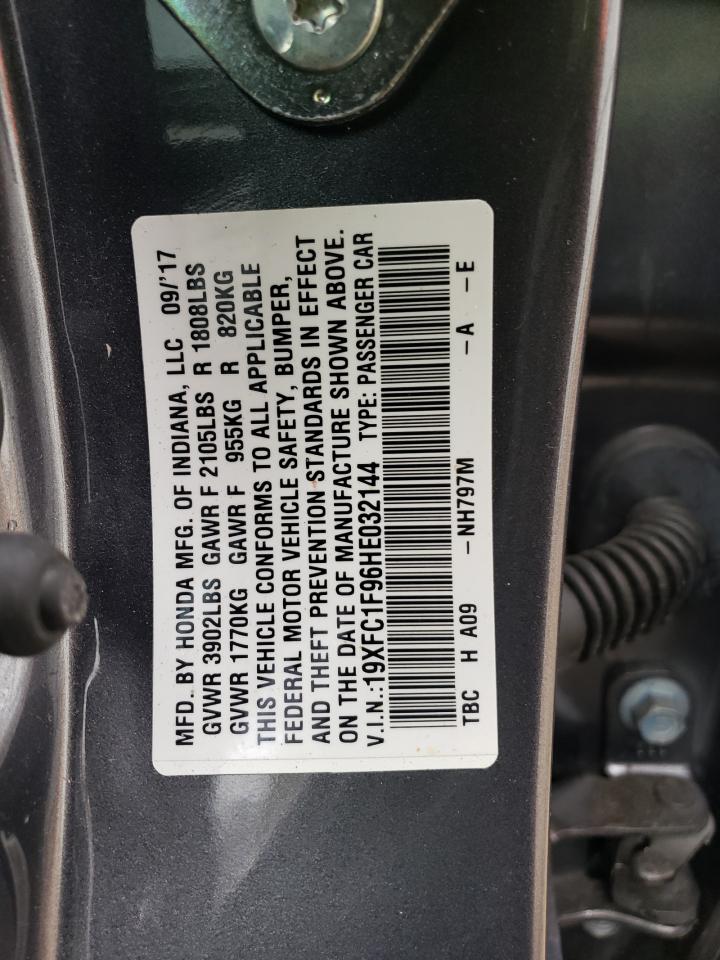 MFD. BY HONDA MFG. OF INDIANA, LLC 09/'17
GVWR 3902LBS GAWR F 2105LBS R 1808LBS
GVWR 1770KG GAWR F 955KG R 820KG
THIS VEHICLE CONFORMS TO ALL APPLICABLE
FEDERAL MOTOR VEHICLE SAFETY, BUMPER,
AND THEFT PREVENTION STANDARDS IN EFFECT
ON THE DATE OF MANUFACTURE SHOWN ABOVE.
V.I.N.:19XFC1F96HE032144 TYPE: PASSENGER CAR
TBC H A09 -NH797M -A -E